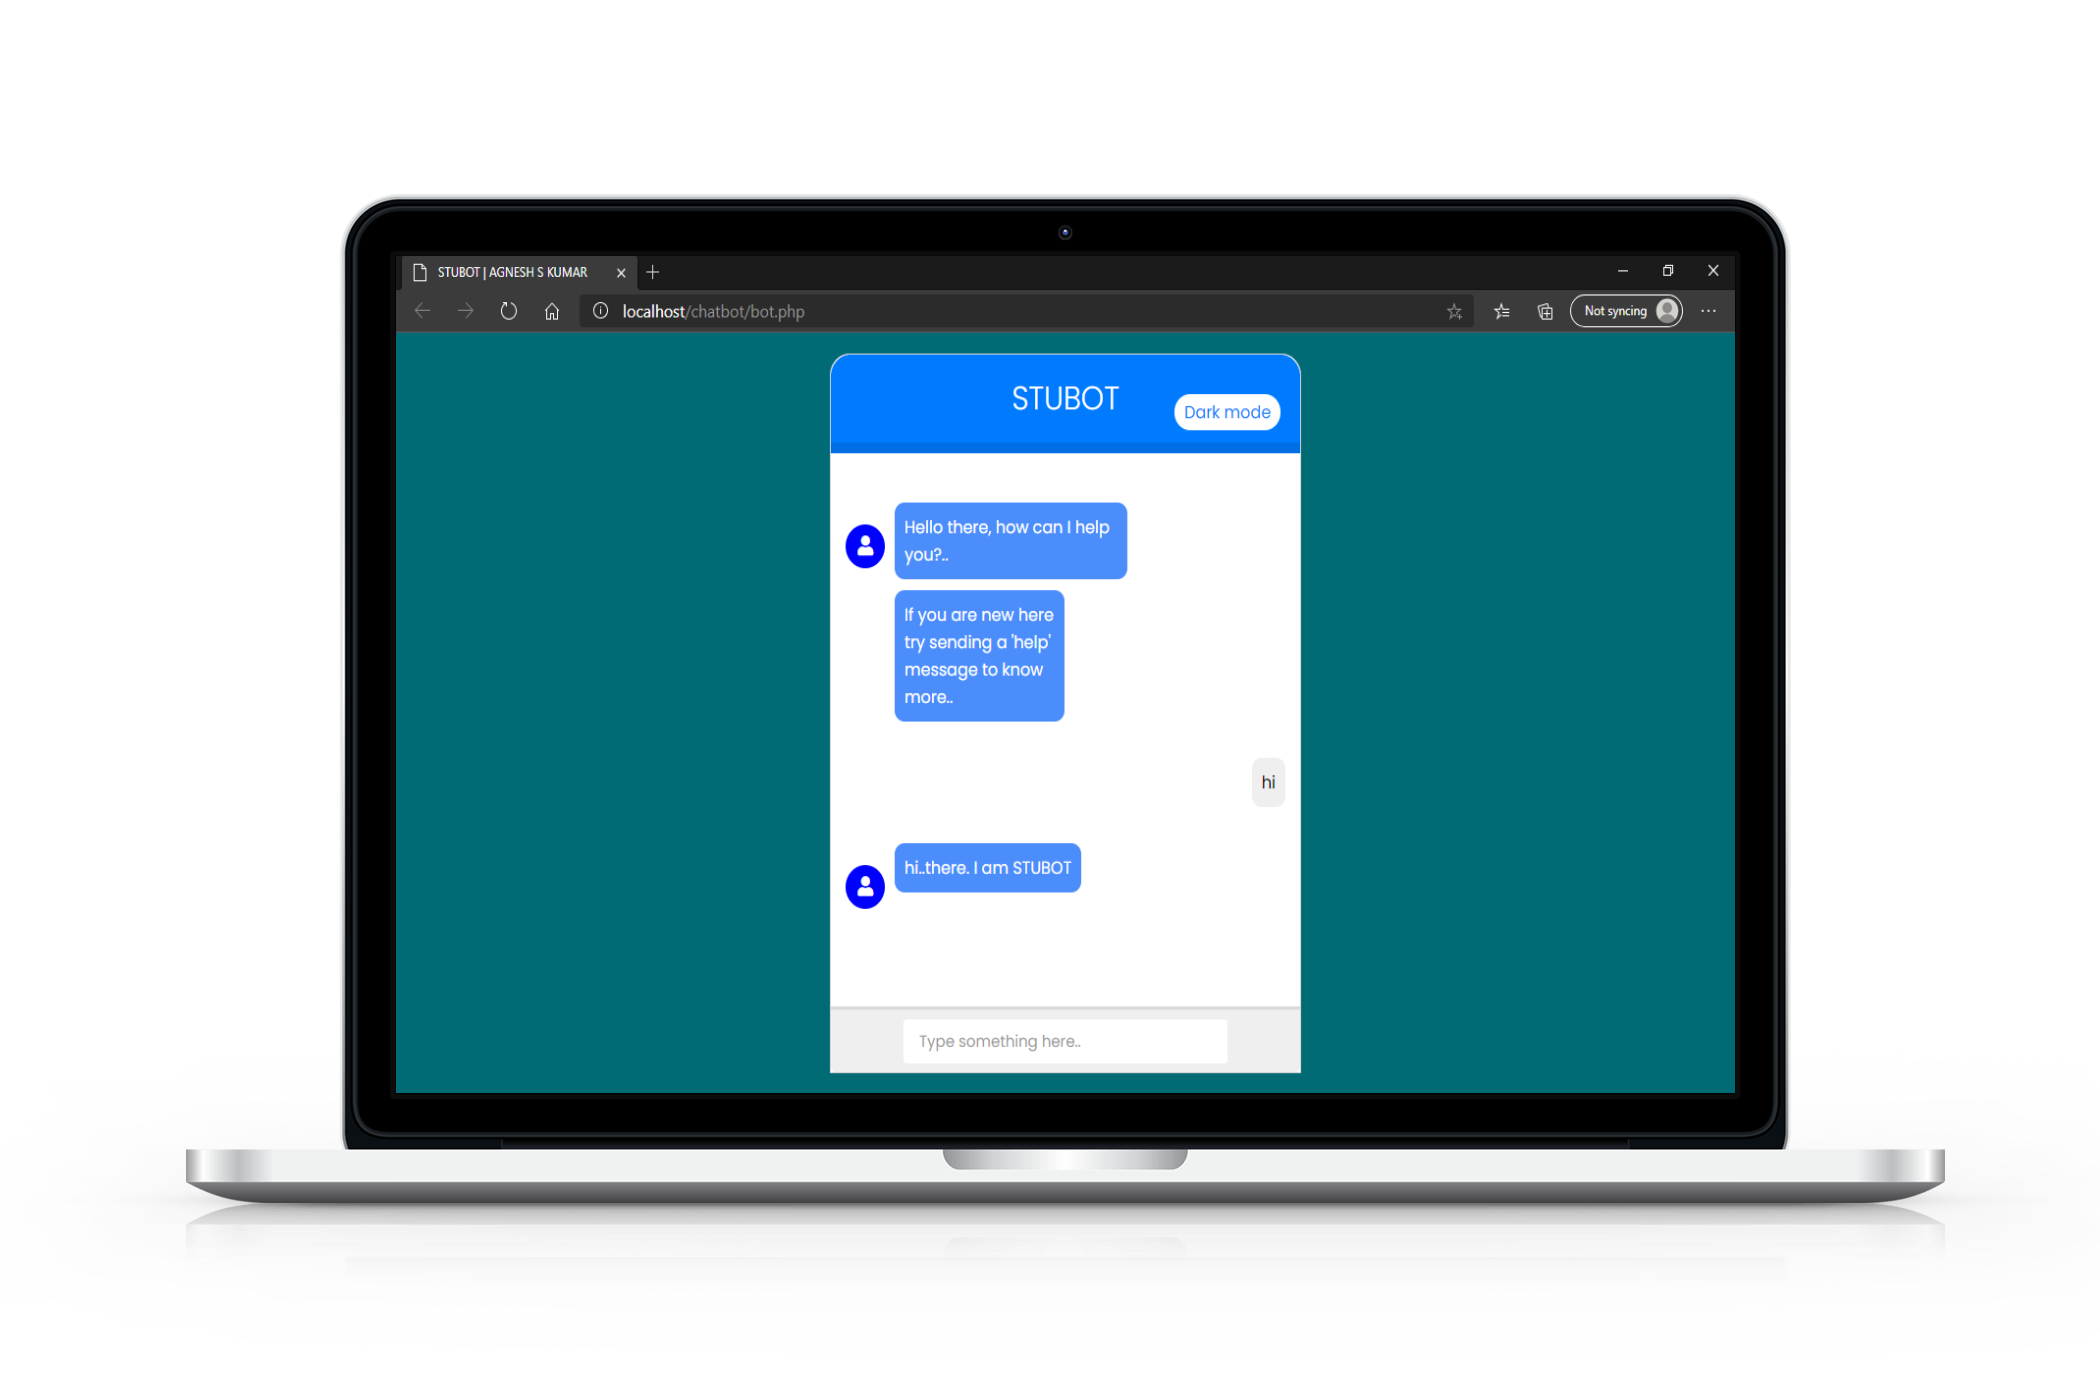 STUBOT | AGNESH S KUMAR
localhost/chatbot/bot.php
Not syncing
STUBOT
Dark mode
Hello there, how can I help
you?..
If you are new here
try sending a 'help'
message to know
more..
hi
hi..there. I am STUBOT
Type something here..